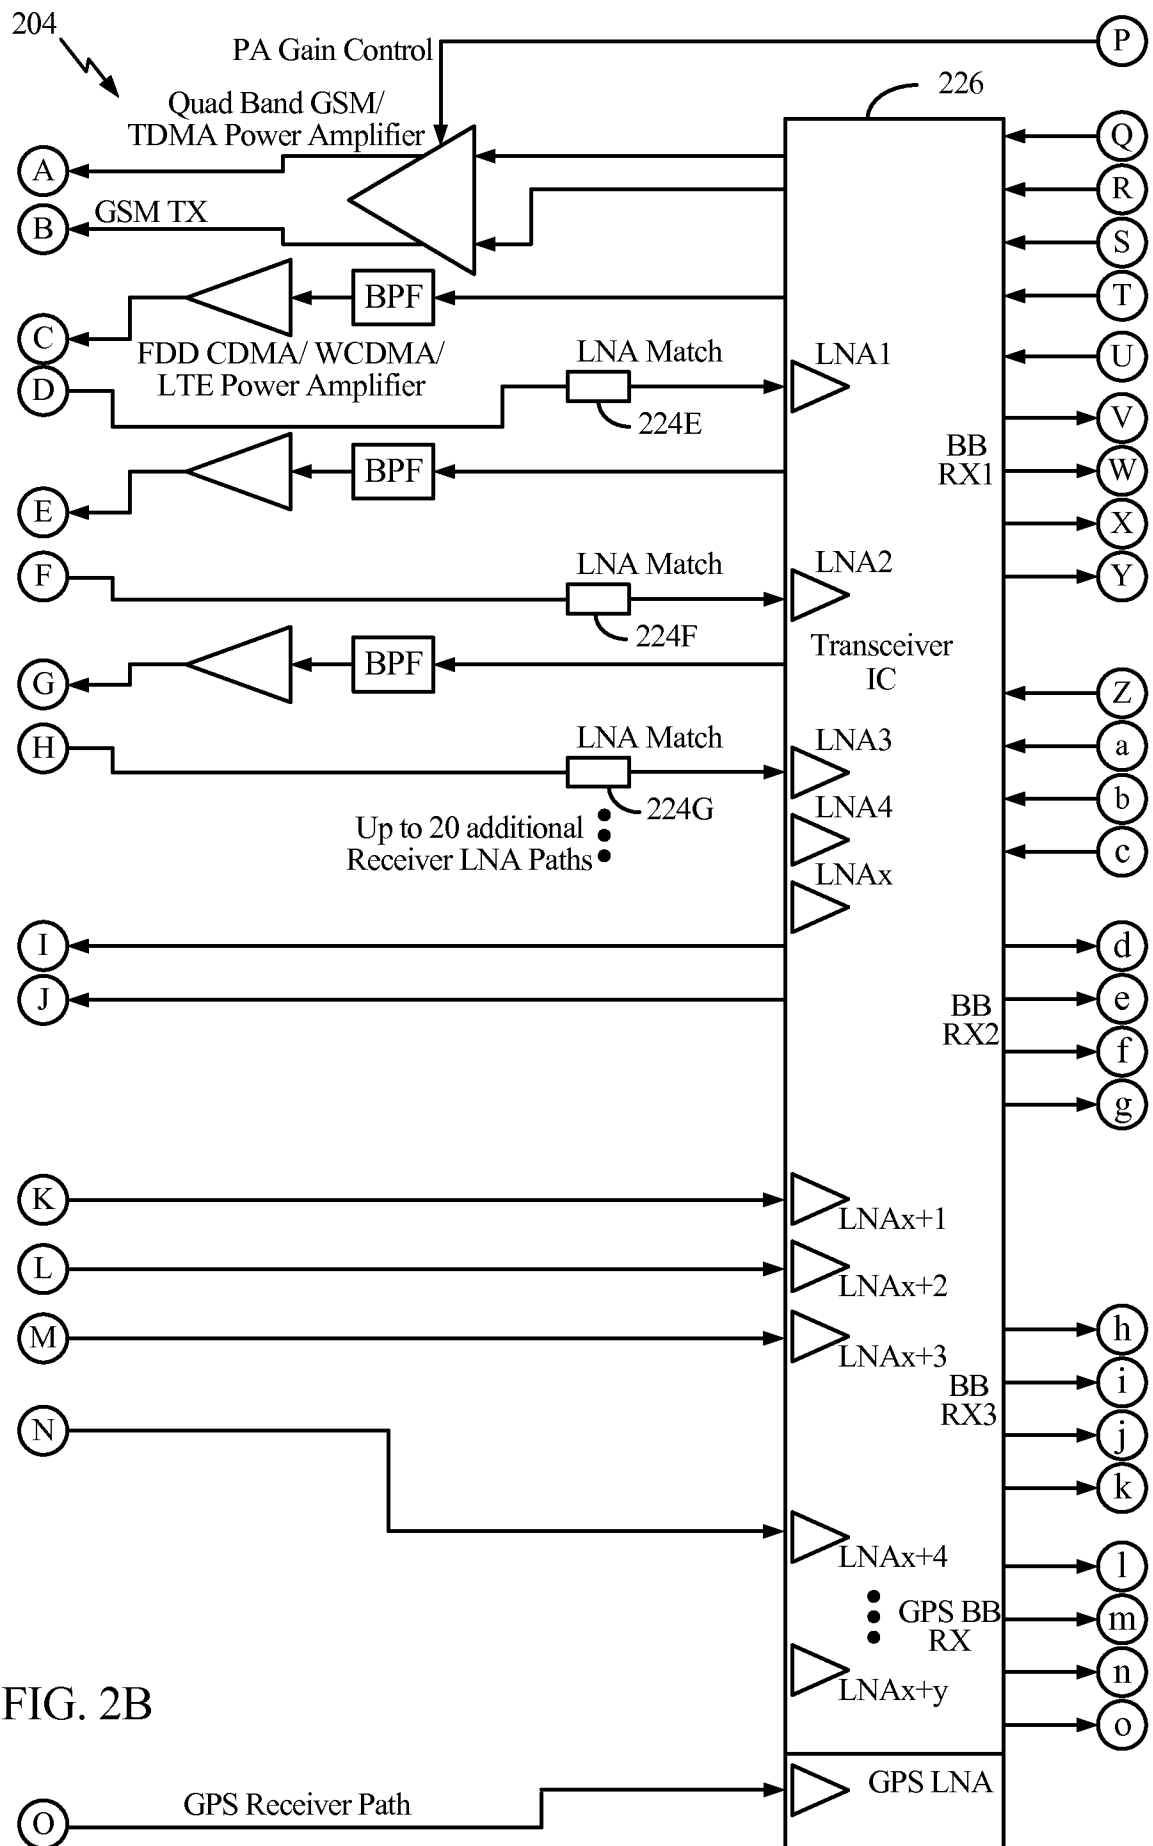 204
PA Gain Control
P
226
Quad Band GSM/
TDMA Power Amplifier
A
Q
GSM TX
B
R
S
BPF
T
C
FDD CDMA/ WCDMA/
LTE Power Amplifier
LNA Match
LNA1
U
D
224E
V
BB
RX1
BPF
W
E
X
LNA Match
LNA2
F
Y
224F
Transceiver
IC
BPF
G
Z
LNA Match
LNA3
H
a
224G
b
LNA4
Up to 20 additional
Receiver LNA Paths
c
LNAx
I
d
J
e
BB
RX2
f
g
K
LNAx+1
L
LNAx+2
M
h
LNAx+3
BB
RX3
i
N
j
k
LNAx+4
l
GPS BB
RX
m
n
LNAx+y
FIG. 2B
o
GPS LNA
GPS Receiver Path
O